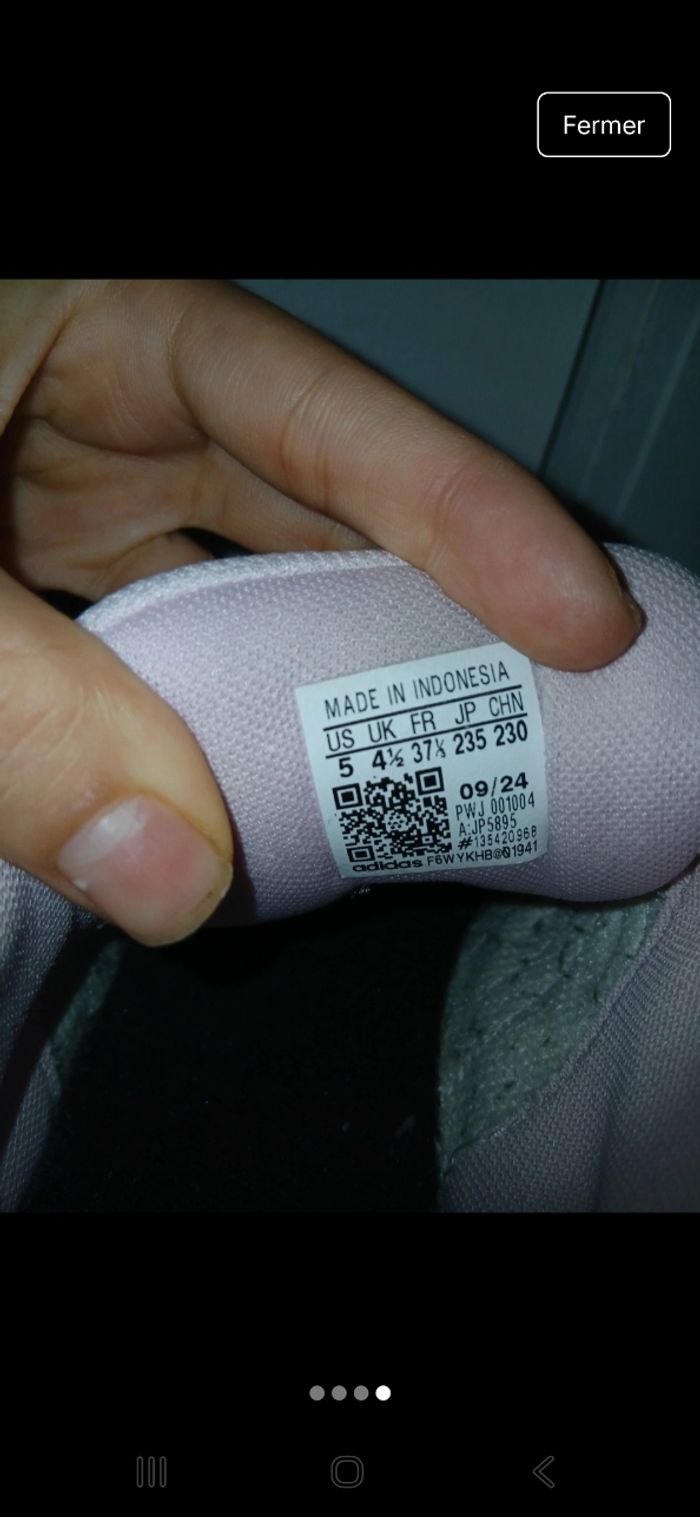 Fermer
MADE IN INDONESIA
US UK FR JP CHN
5 4½ 37⅓ 235 230
09/24
PWJ 001004
A:JP5895
#135420968
adidas F6WYKHB@01941